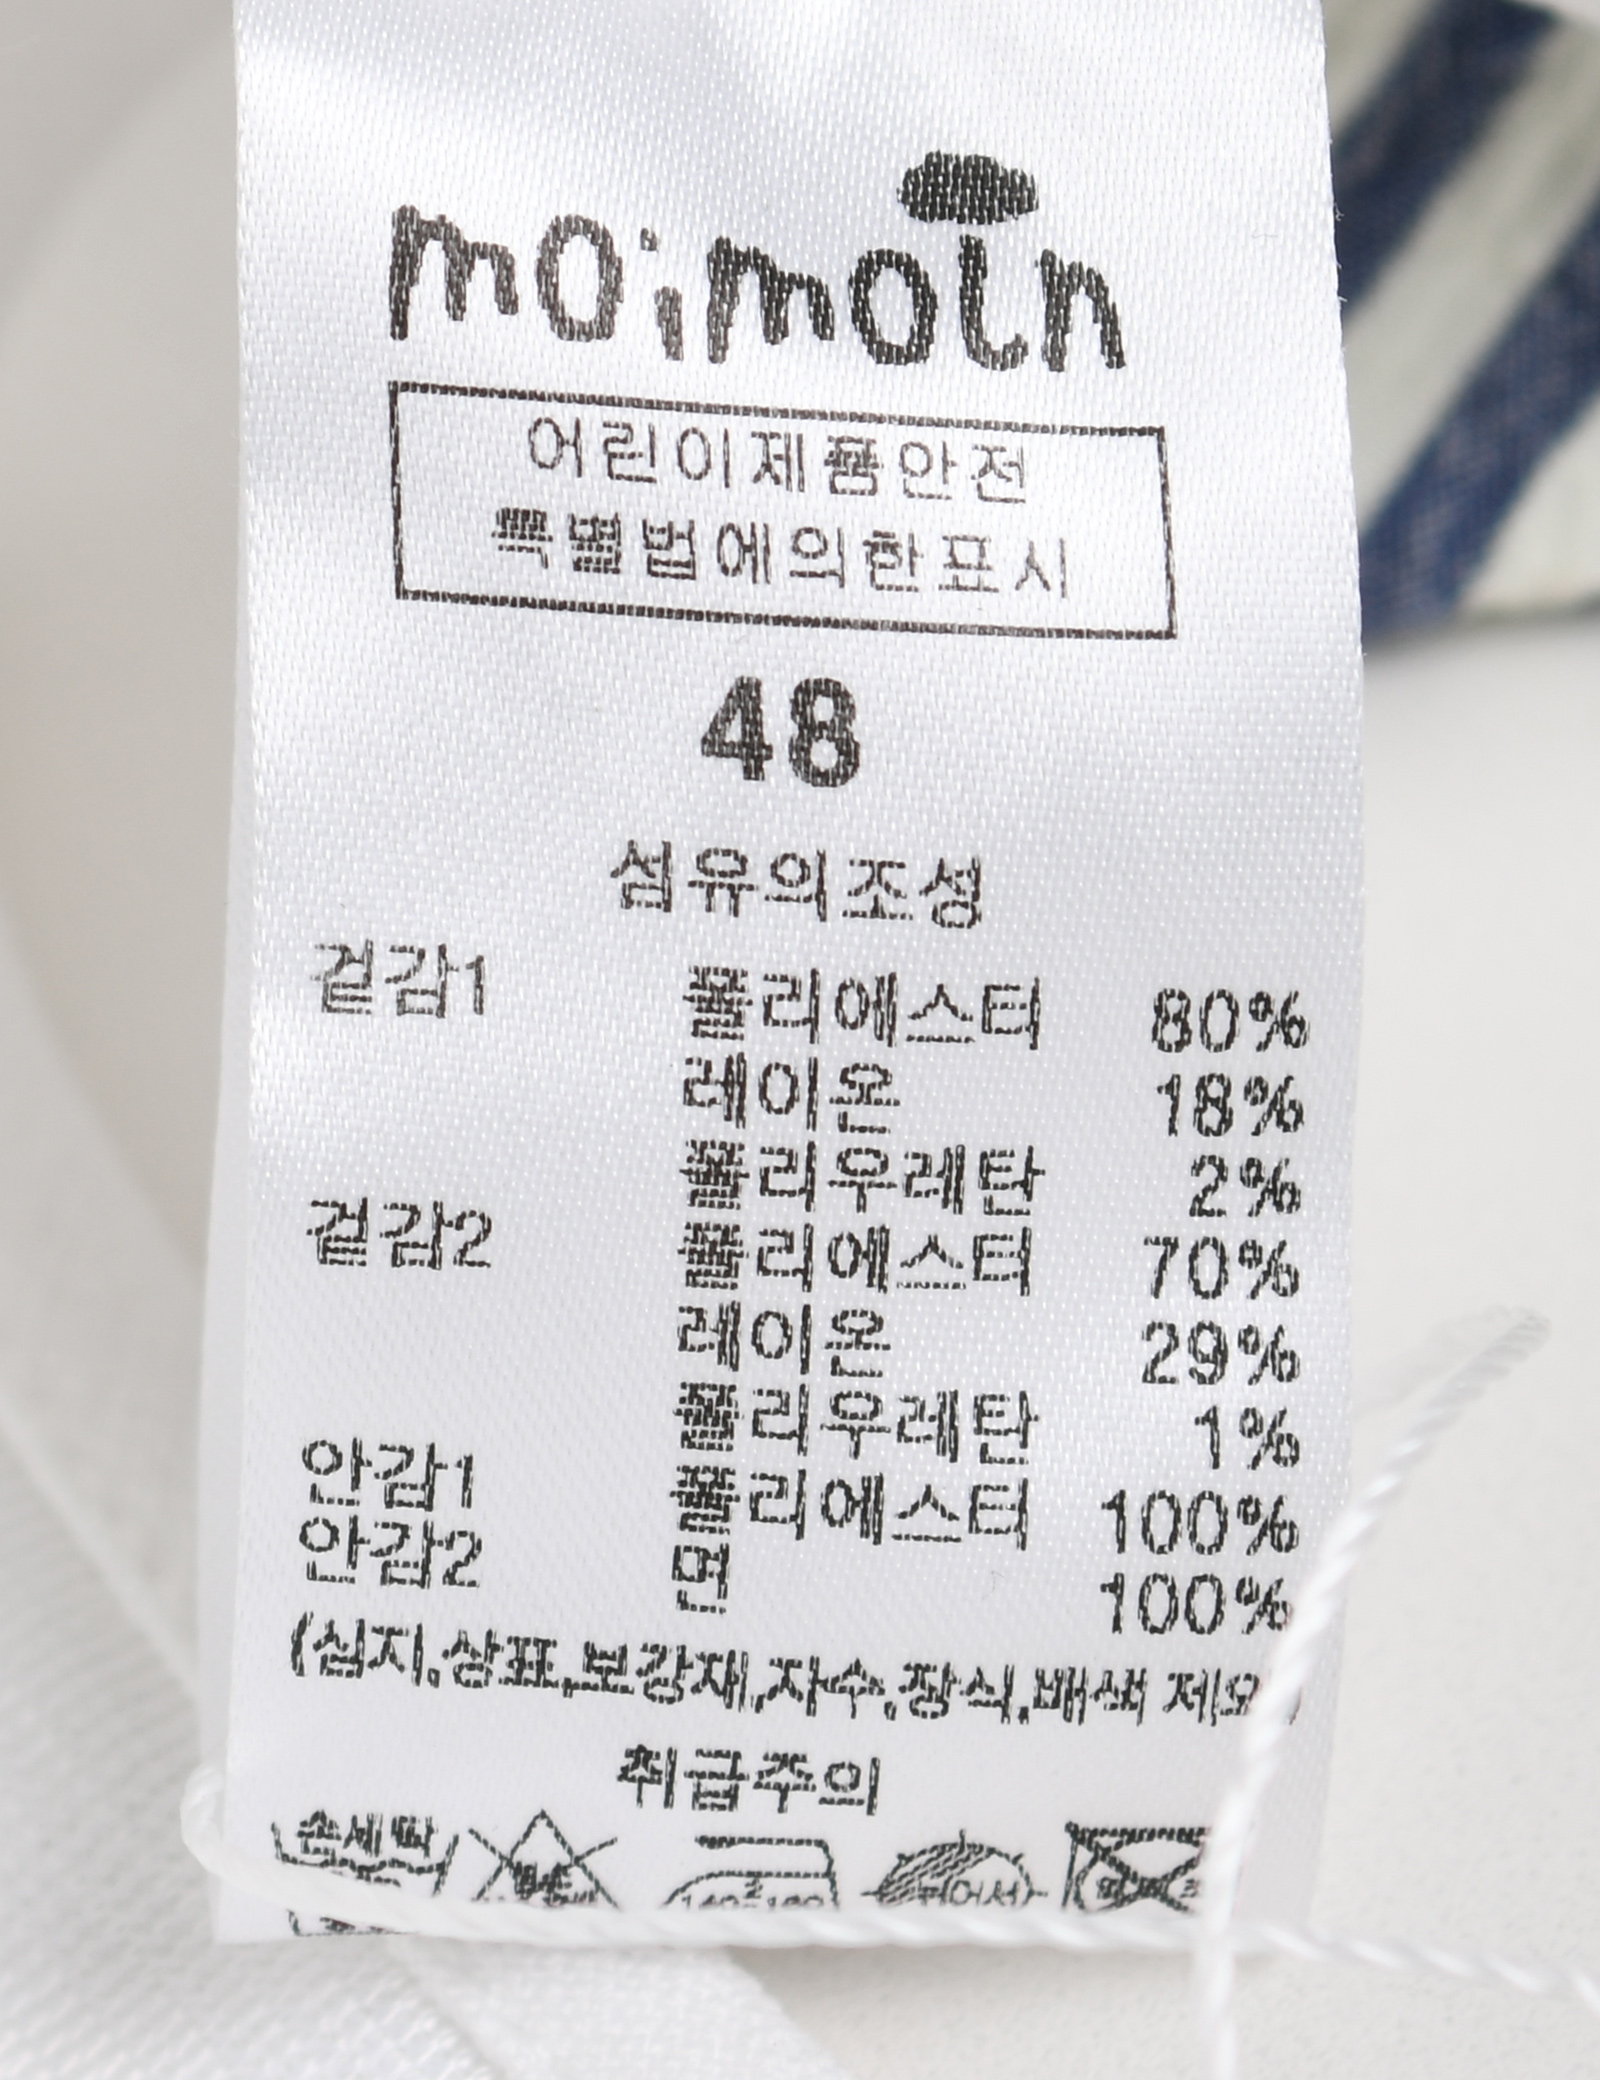 moimoln
어린이제품안전
특별법에의한표시
48
섬유의조성
겉감1 폴리에스터 80%
레이온 18%
폴리우레탄 2%
겉감2 폴리에스터 70%
레이온 29%
폴리우레탄 1%
안감1 폴리에스터 100%
안감2 면 100%
(심지,상표,보강재,자수,장식,배색 제외)
취급주의
손세탁